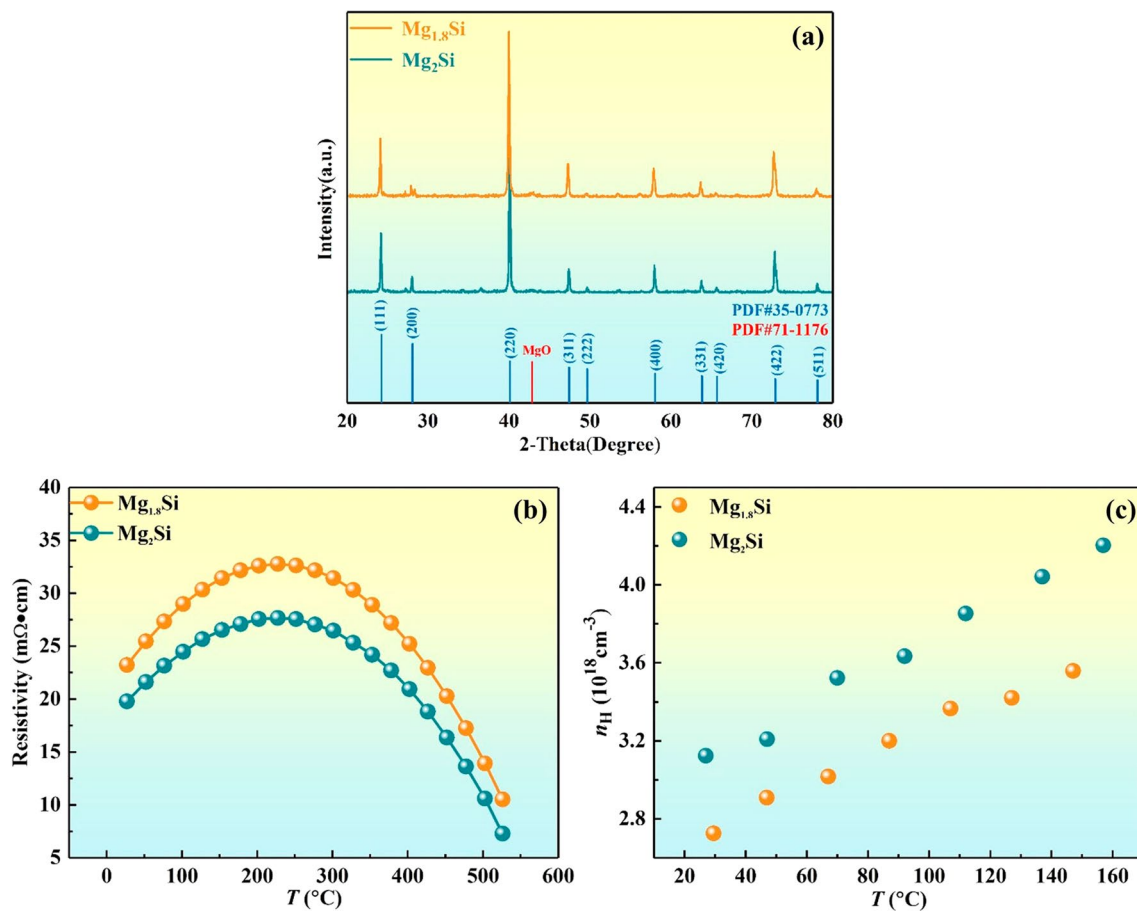 (a)
Mg1.8Si
Mg2Si
Intensity(a.u.)
PDF#35-0773
PDF#71-1176
(111)
(200)
(220)
MgO
(311)
(222)
(400)
(331)
(420)
(422)
(511)
20 30 40 50 60 70 80
2-Theta(Degree)
(b)
Mg1.8Si
Mg2Si
Resistivity (mΩ•cm)
40
35
30
25
20
15
10
5
0 100 200 300 400 500 600
T (°C)
(c)
Mg1.8Si
Mg2Si
nH (10^18cm^-3)
4.4
4.0
3.6
3.2
2.8
20 40 60 80 100 120 140 160
T (°C)